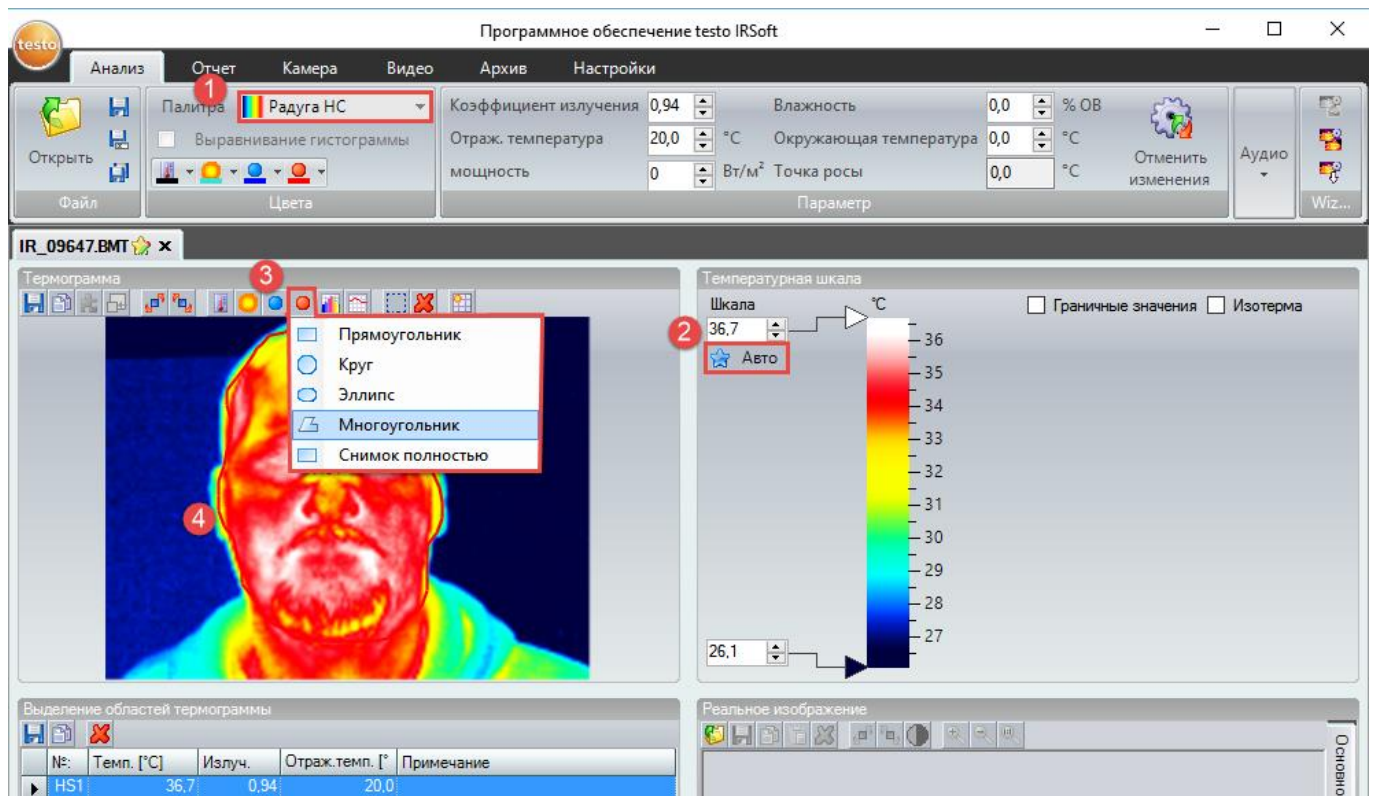 Программное обеспечение testo IRSoft
testo
Анализ Отчет Камера Видео Архив Настройки
1
Палитра Радуга HC
Выравнивание гистограммы
Открыть
Файл
Цвета
Коэффициент излучения 0,94 Влажность 0,0 % ОВ
Отраж. температура 20,0 °C Окружающая температура 0,0 °C
мощность 0 Вт/м² Точка росы 0,0 °C
Параметр
Отменить
изменения
Аудио
Wiz...
IR_09647.BMT
Термограмма
3
Прямоугольник
Круг
Эллипс
Многоугольник
Снимок полностью
4
Температурная шкала
Шкала °C Граничные значения Изотерма
2
36,7
Авто
36
35
34
33
32
31
30
29
28
27
26,1
Выделение областей термограммы
№: Темп. [°C] Излуч. Отраж.темп. [° Примечание
HS1 36,7 0,94 20,0
Реальное изображение